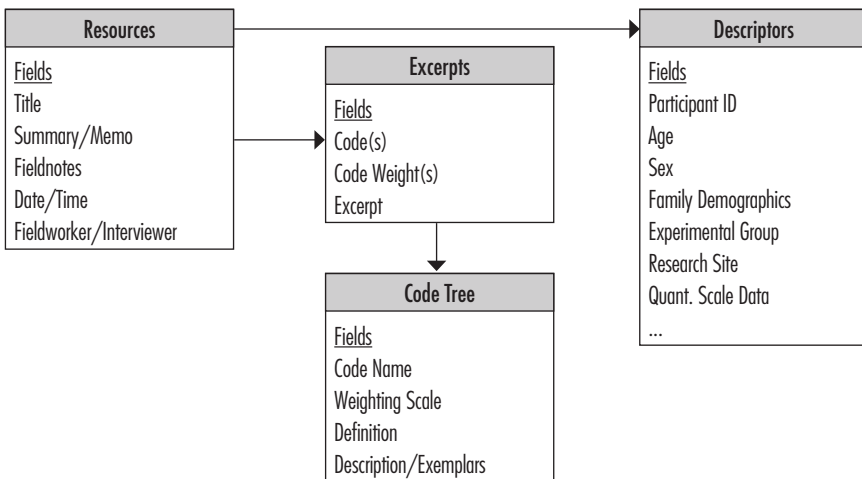 Resources
Fields
Title
Summary/Memo
Fieldnotes
Date/Time
Fieldworker/Interviewer
Excerpts
Fields
Code(s)
Code Weight(s)
Excerpt
Code Tree
Fields
Code Name
Weighting Scale
Definition
Description/Exemplars
Descriptors
Fields
Participant ID
Age
Sex
Family Demographics
Experimental Group
Research Site
Quant. Scale Data
...